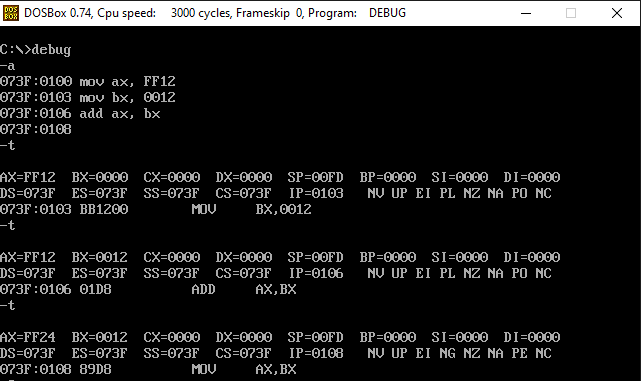 DOSBox 0.74, Cpu speed: 3000 cycles, Frameskip 0, Program: DEBUG
C:\>debug
-a
073F:0100 mov ax, FF12
073F:0103 mov bx, 0012
073F:0106 add ax, bx
073F:0108
-t
AX=FF12 BX=0000 CX=0000 DX=0000 SP=00FD BP=0000 SI=0000 DI=0000
DS=073F ES=073F SS=073F CS=073F IP=0103 NV UP EI PL NZ NA PO NC
073F:0103 BB1200 MOV BX,0012
-t
AX=FF12 BX=0012 CX=0000 DX=0000 SP=00FD BP=0000 SI=0000 DI=0000
DS=073F ES=073F SS=073F CS=073F IP=0106 NV UP EI PL NZ NA PO NC
073F:0106 01D8 ADD AX,BX
-t
AX=FF24 BX=0012 CX=0000 DX=0000 SP=00FD BP=0000 SI=0000 DI=0000
DS=073F ES=073F SS=073F CS=073F IP=0108 NV UP EI NG NZ NA PE NC
073F:0108 89D8 MOV AX,BX